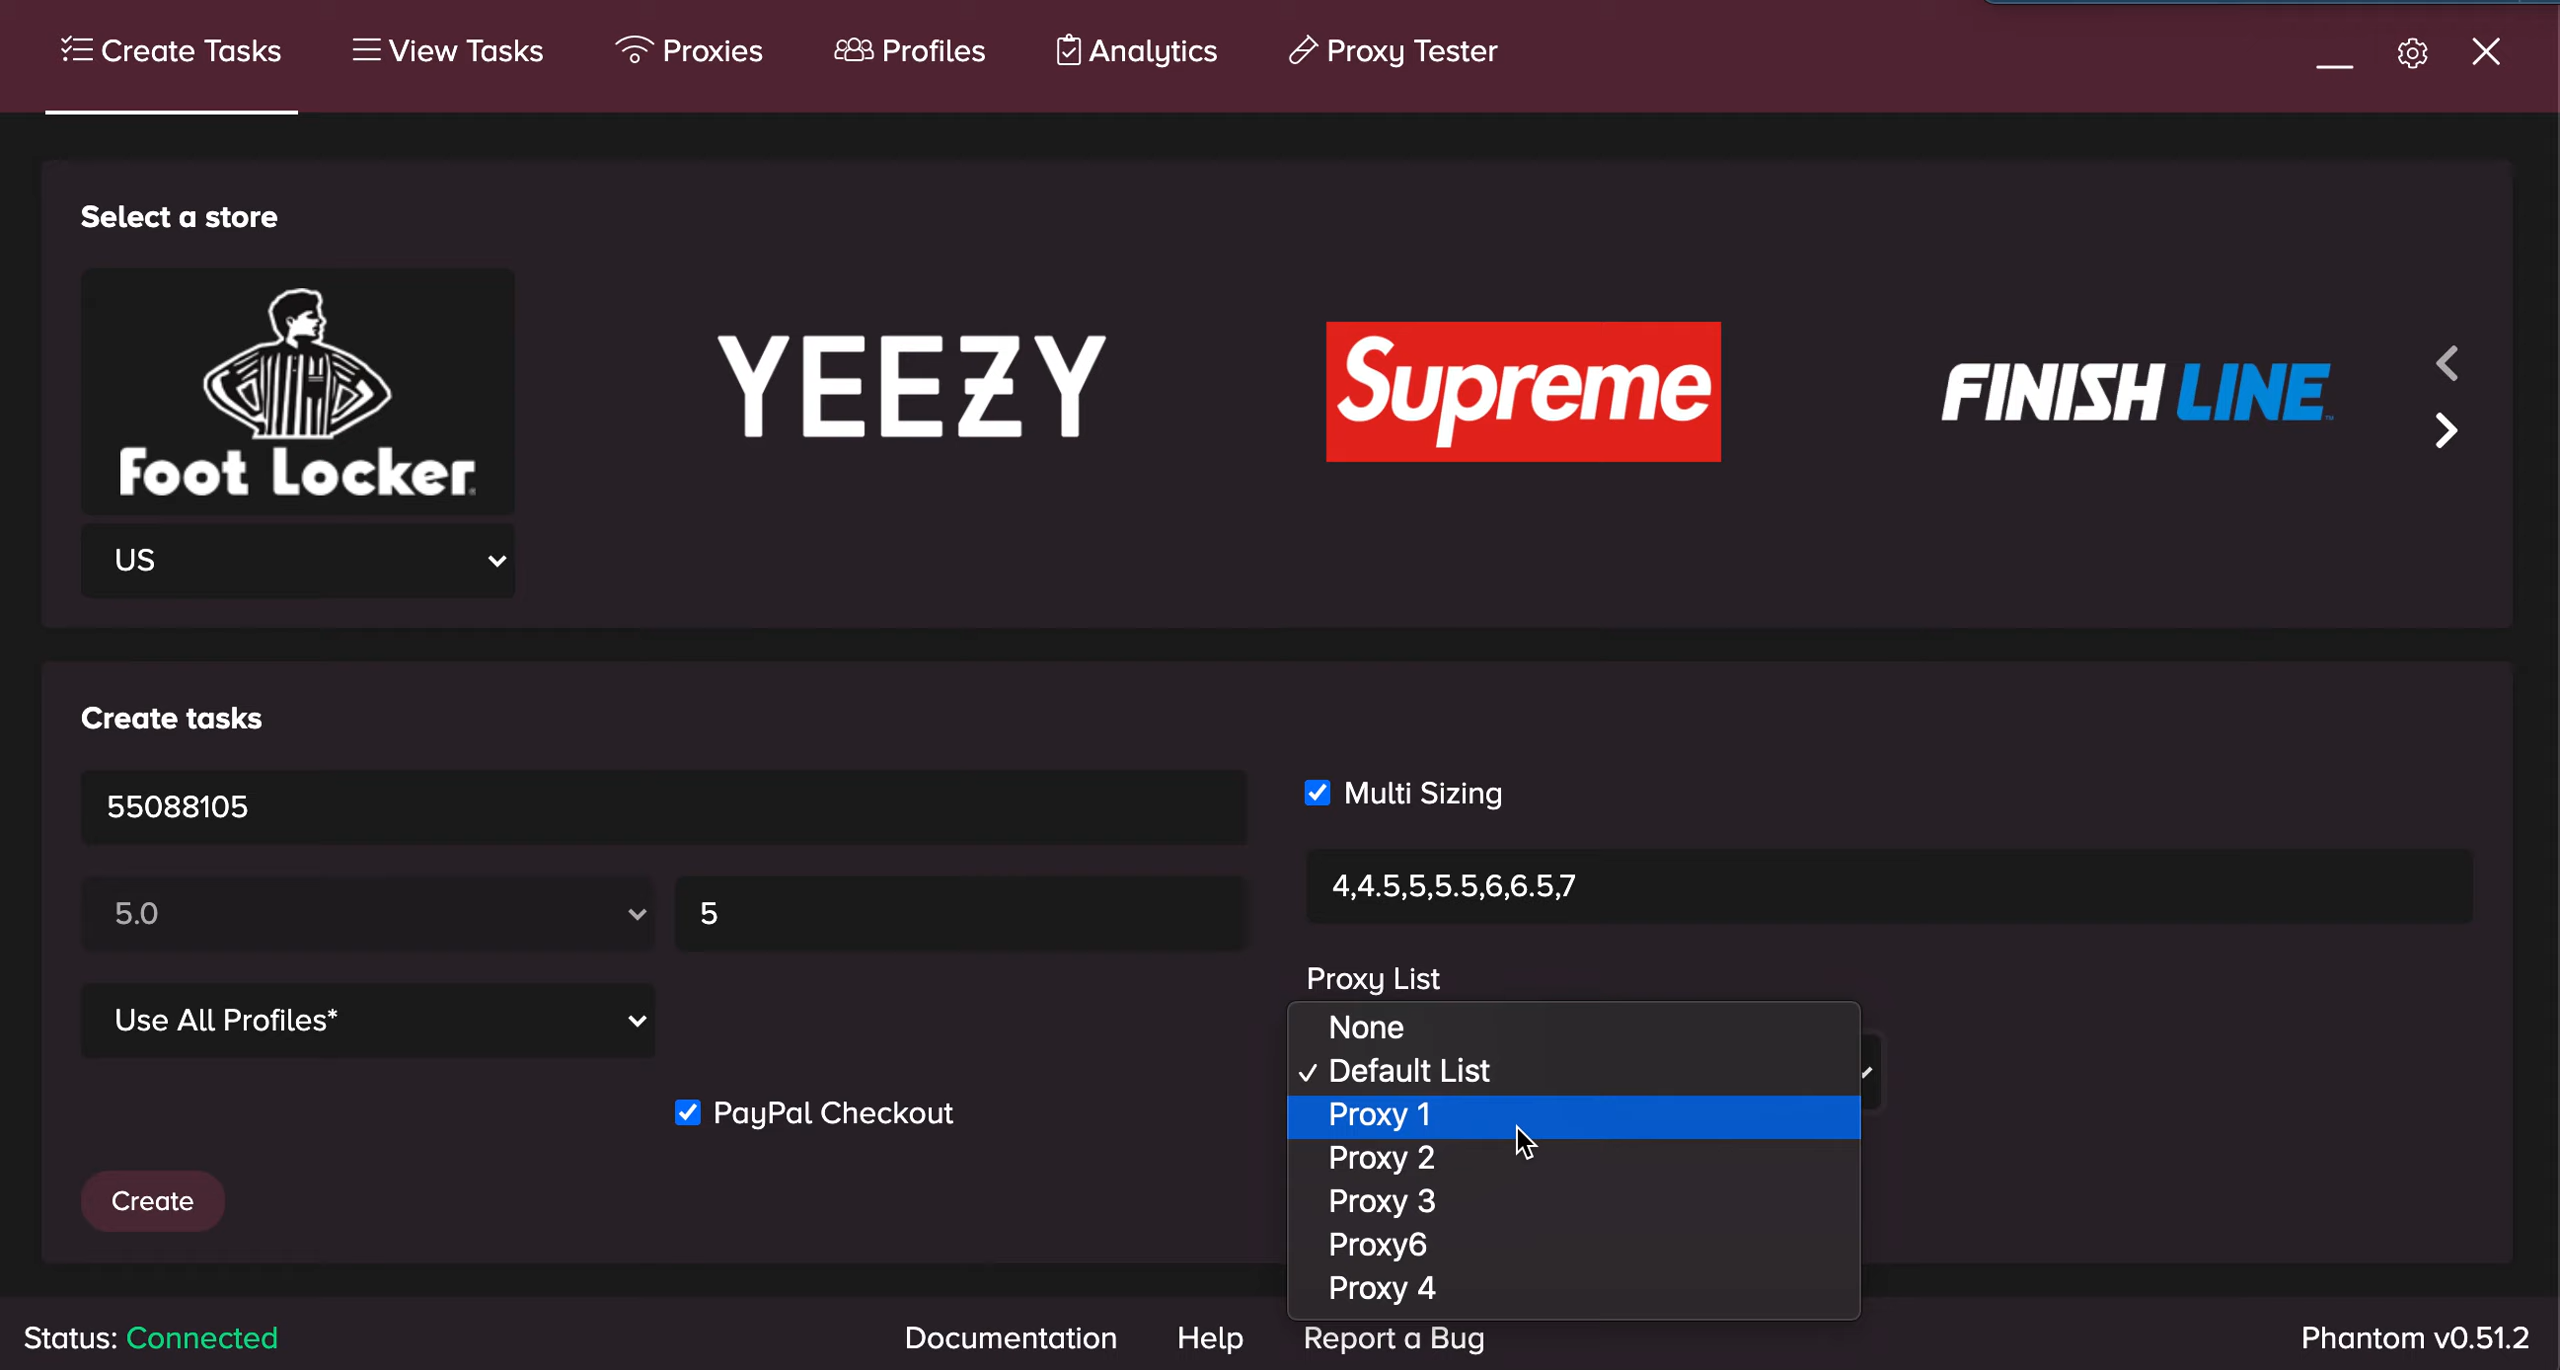 Create Tasks View Tasks Proxies Profiles Analytics Proxy Tester
Select a store
Foot Locker
YEEZY
Supreme
FINISH LINE
US
Create tasks
55088105
Multi Sizing
4,4.5,5,5.5,6,6.5,7
5.0
5
Use All Profiles*
PayPal Checkout
Create
Proxy List
None
✓ Default List
Proxy 1
Proxy 2
Proxy 3
Proxy6
Proxy 4
Status: Connected
Documentation Help Report a Bug
Phantom v0.51.2